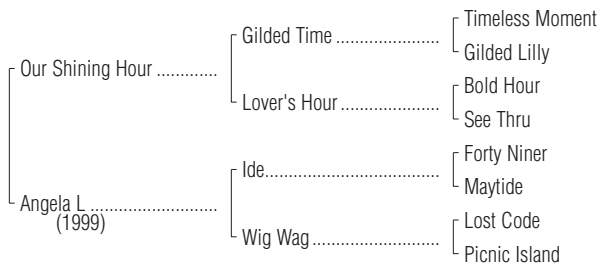 Timeless Moment
Gilded Time ....................
Gilded Lilly
Our Shining Hour .............
Bold Hour
Lover's Hour ...................
See Thru
Forty Niner
Ide...................................
Maytide
Angela L .........................
(1999)
Lost Code
Wig Wag.........................
Picnic Island